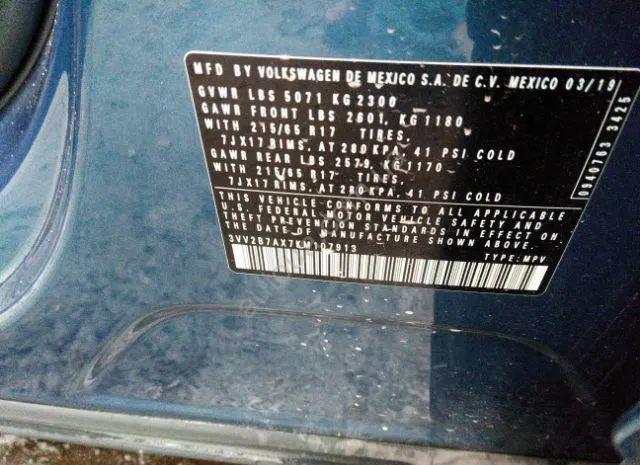 MFD BY VOLKSWAGEN DE MEXICO S.A. DE C.V. MEXICO 03/19
GVWR LBS 5071 KG 2300
GAWR FRONT LBS 2601, KG 1180
WITH 215/65 R17 TIRES,
7JX17 RIMS, AT 280 KPA, 41 PSI COLD
GAWR REAR LBS 2579, KG 1170
WITH 215/65 R17 TIRES,
7JX17 RIMS, AT 280 KPA, 41 PSI COLD
THIS VEHICLE CONFORMS TO ALL APPLICABLE
U.S. FEDERAL MOTOR VEHICLE SAFETY AND
THEFT PREVENTION STANDARDS IN EFFECT ON
THE DATE OF MANUFACTURE SHOWN ABOVE
3VV2B7AX7KM107913
TYPE: MPV
0940703 3425